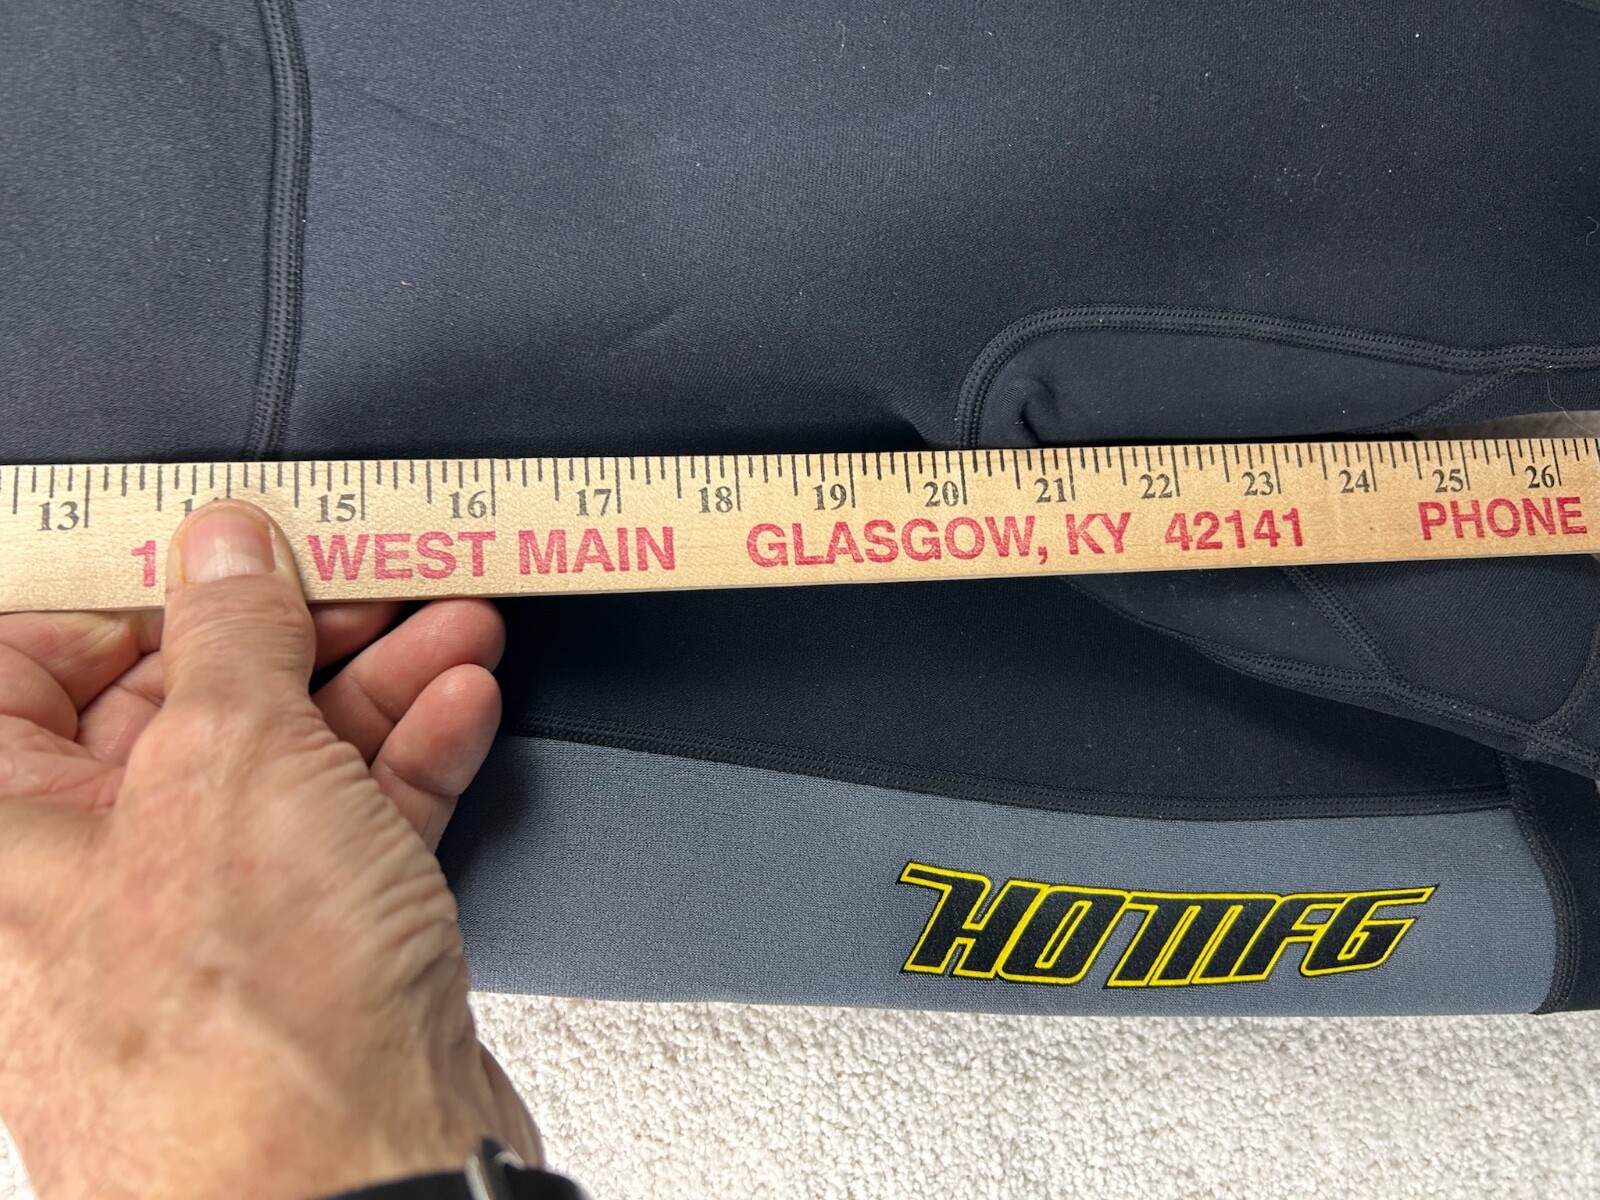 13 14 15 16 17 18 19 20 21 22 23 24 25 26
WEST MAIN GLASGOW, KY 42141 PHONE
HOTMFG